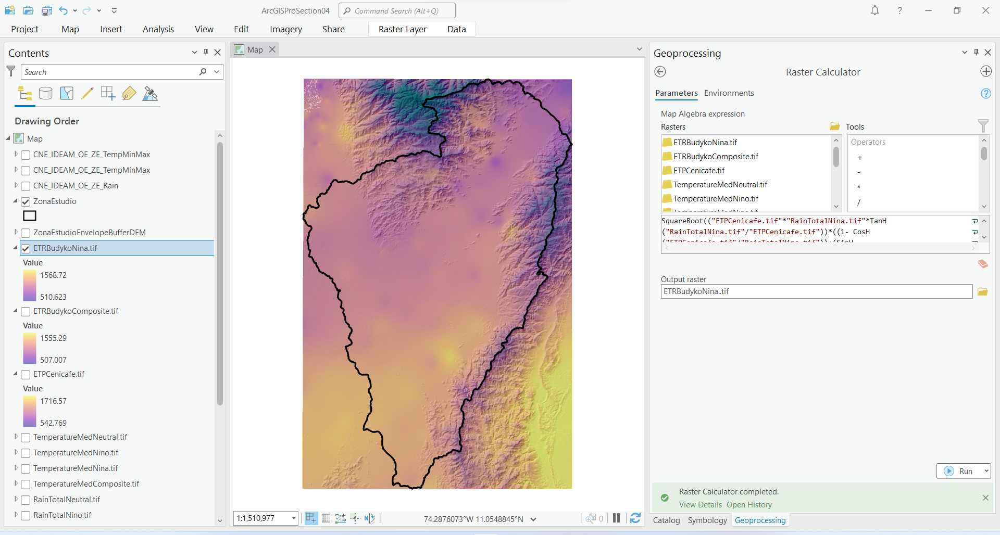 ArcGISProSection04
Command Search (Alt+Q)
Project
Map
Insert
Analysis
View
Edit
Imagery
Share
Raster Layer
Data
Contents
Search
Drawing Order
Map
CNE_IDEAM_OE_ZE_TempMinMax
CNE_IDEAM_OE_ZE_TempMinMax
CNE_IDEAM_OE_ZE_Rain
ZonaEstudio
ZonaEstudioEnvelopeBufferDEM
ETRBudykoNina.tif
Value
1568.72
510.623
ETRBudykoComposite.tif
Value
1555.29
507.007
ETPCenicafe.tif
Value
1716.57
542.769
TemperatureMedNeutral.tif
TemperatureMedNino.tif
TemperatureMedNina.tif
TemperatureMedComposite.tif
RainTotalNeutral.tif
RainTotalNino.tif
Map
1:1,510,977
74.2876073°W 11.0548845°N
0
Geoprocessing
Raster Calculator
Parameters
Environments
Map Algebra expression
Rasters
Tools
ETRBudykoNina.tif
ETRBudykoComposite.tif
ETPCenicafe.tif
TemperatureMedNeutral.tif
TemperatureMedNino.tif
Operators
+
-
*
/
SquareRoot(("ETPCenicafe.tif"*"RainTotalNina.tif"*TanH
("RainTotalNina.tif"/"ETPCenicafe.tif"))*((1- CosH
("ETPCenicafe.tif"/"RainTotalNina.tif"))+(SinH
Output raster
ETRBudykoNina..tif
Run
Raster Calculator completed.
View Details Open History
Catalog
Symbology
Geoprocessing